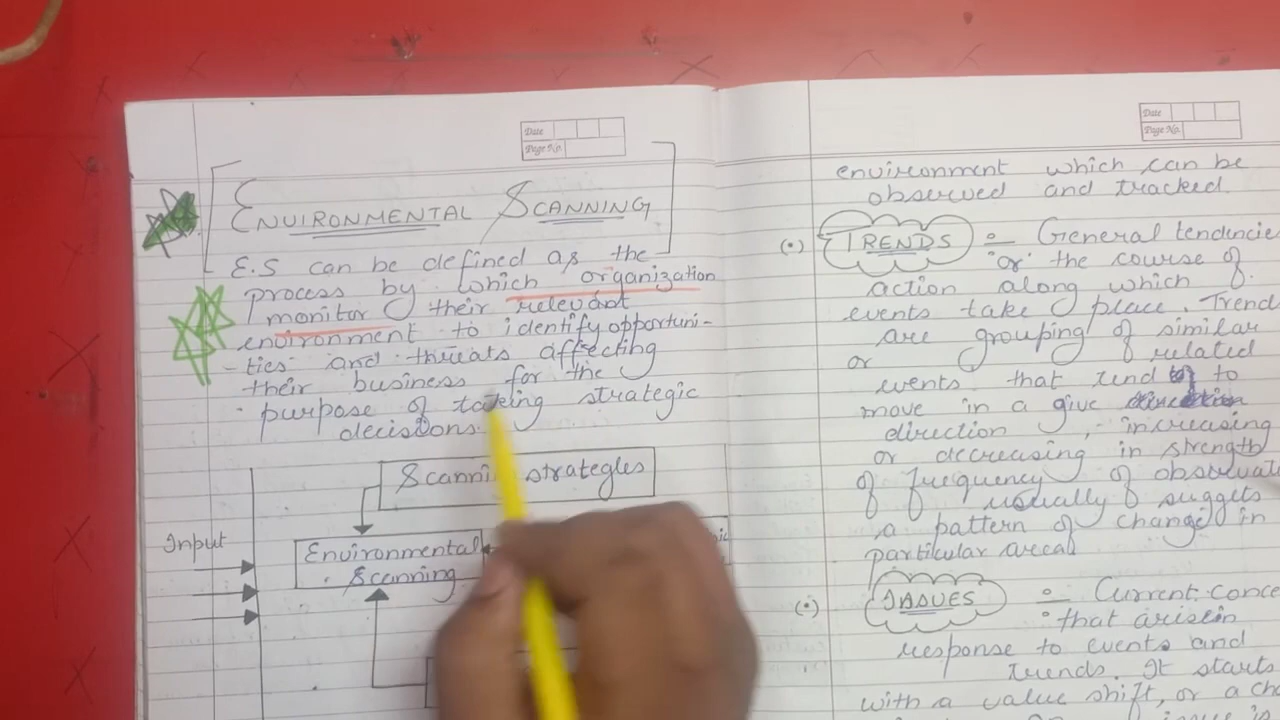 Date
Page No.
ENVIRONMENTAL SCANNING
E.S can be defined as the
process by which organization
monitor their relevant
environment to identify opportuni-
-ties and threats affecting
their business for the
purpose of taking strategic
decisions.
Scanning strategies
Input
Environmental
Scanning
Date
Page No.
environment which can be
observed and tracked.
(•) TRENDS :- General tendencie
"or" the course of
action along which
events take place. Trend
are grouping of similar
or related
events that tend to
move in a give
direction, increasing
or decreasing in strength
of frequency of observat
usually suggets
a pattern of change in
particular
(•) ISSUES :- Current conce
that arise in
response to events and
trends. It starts
with a value shift, or a cha